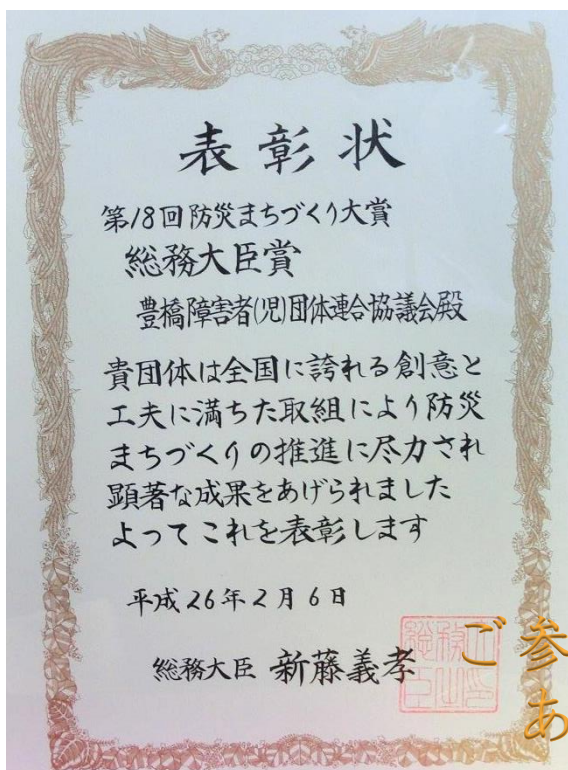 表彰状
第18回防災まちづくり大賞
総務大臣賞
豊橋障害者(児)団体連合協議会殿
貴団体は全国に誇れる創意と
工夫に満ちた取組により防災
まちづくりの推進に尽力され
顕著な成果をあげられました
よってこれを表彰します
平成26年2月6日
総務大臣 新藤義孝
ご参
あ